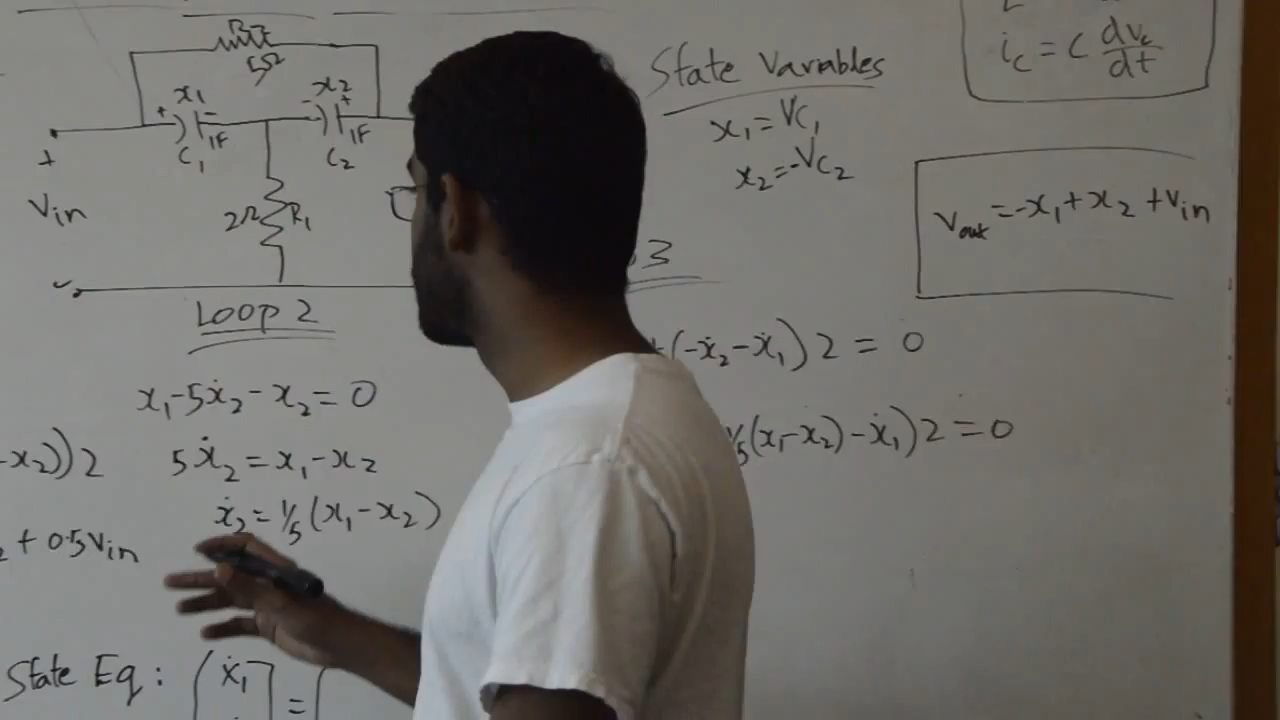 R2
5Ω
x₁
+ -
1F
C₁
x₂
- +
1F
C₂
+
Vin
-
2Ω R₁
Loop 2
x₁-5ẋ₂-x₂=0
5ẋ₂=x₁-x₂
ẋ₂=1/5(x₁-x₂)
-x₂))2
+0.5Vin
State Eq: ẋ₁ =
State Variables
x₁=VC₁
x₂=-VC₂
ic=C dvc/dt
Vout=-x₁+x₂+Vin
3
(-ẋ₂-ẋ₁)2=0
1/5(x₁-x₂)-ẋ₁)2=0